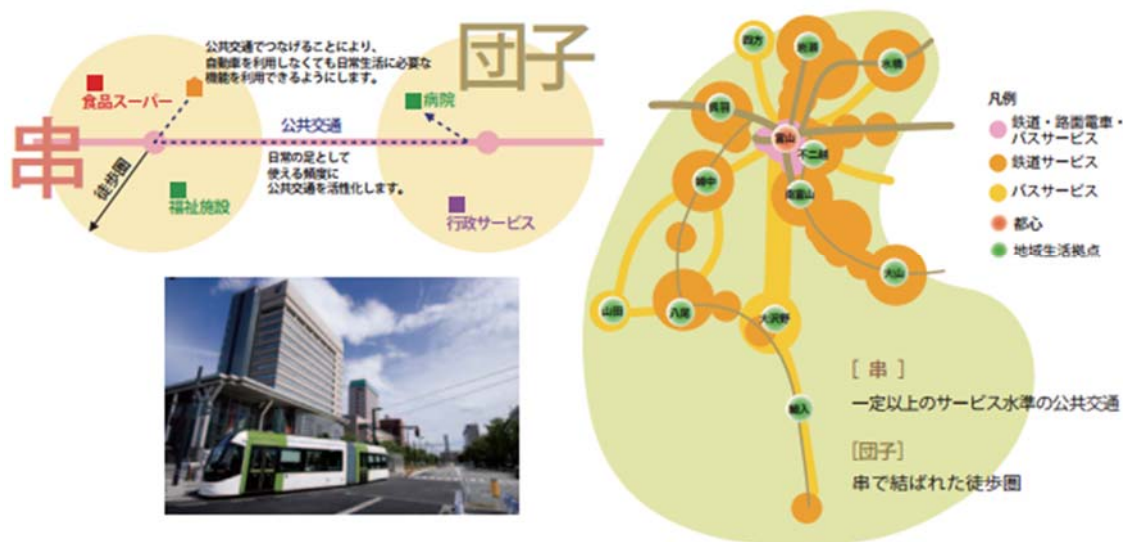 団子
串
公共交通でつなげることにより、
自動車を利用しなくても日常生活に必要な
機能を利用できるようにします。
食品スーパー
病院
公共交通
日常の足として
使える頻度に
公共交通を活性化します。
徒歩圏
福祉施設
行政サービス
四方
岩瀬
水橋
呉羽
富山
不二越
婦中
南富山
大山
山田
八尾
大沢野
細入
凡例
鉄道・路面電車・
バスサービス
鉄道サービス
バスサービス
都心
地域生活拠点
[ 串 ]
一定以上のサービス水準の公共交通
[団子]
串で結ばれた徒歩圏